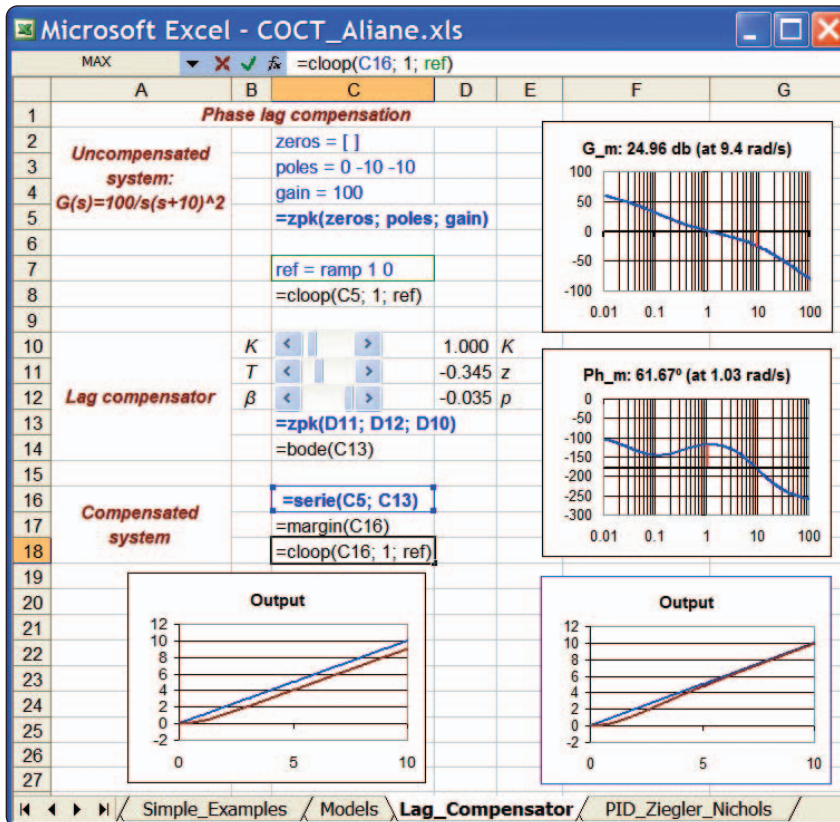 Microsoft Excel - COCT_Aliane.xls
MAX fx =cloop(C16; 1; ref)
A B C D E F G
1 Phase lag compensation
2 zeros = [ ]
3 poles = 0 -10 -10
4 gain = 100
5 =zpk(zeros; poles; gain)
Uncompensated
system:
G(s)=100/s(s+10)^2
6
7 ref = ramp 1 0
8 =cloop(C5; 1; ref)
9
10 K 1.000 K
11 T -0.345 z
12 Lag compensator β -0.035 p
13 =zpk(D11; D12; D10)
14 =bode(C13)
15
16 =serie(C5; C13)
17 =margin(C16)
18 =cloop(C16; 1; ref)
Compensated
system
19
20
21
22
23
24
25
26
27
G_m: 24.96 db (at 9.4 rad/s)
100
50
0
-50
-100
0.01 0.1 1 10 100
Ph_m: 61.67º (at 1.03 rad/s)
0
-50
-100
-150
-200
-250
-300
0.01 0.1 1 10 100
Output
12
10
8
6
4
2
0
-2
0 5 10
Output
12
10
8
6
4
2
0
-2
0 5 10
Simple_Examples / Models Lag_Compensator PID_Ziegler_Nichols